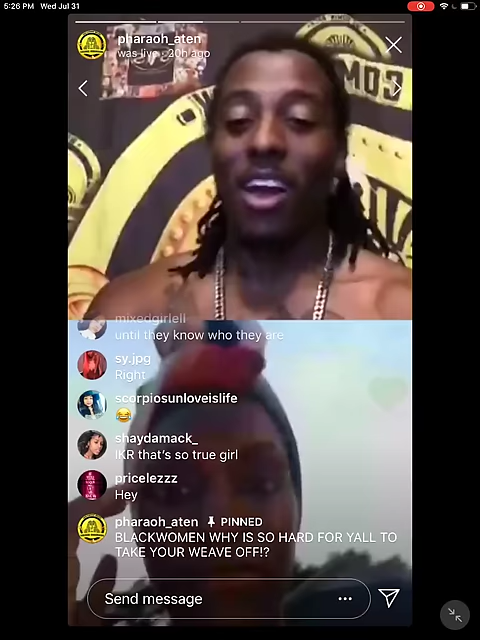 5:26 PM Wed Jul 31
pharaoh_aten
was live · 20h ago
mixedgirleli
until they know who they are
sy.jpg
Right
scorpiosunloveislife
😂
shaydamack_
IKR that's so true girl
pricelezzz
Hey
pharaoh_aten PINNED
BLACKWOMEN WHY IS SO HARD FOR YALL TO
TAKE YOUR WEAVE OFF!?
Send message